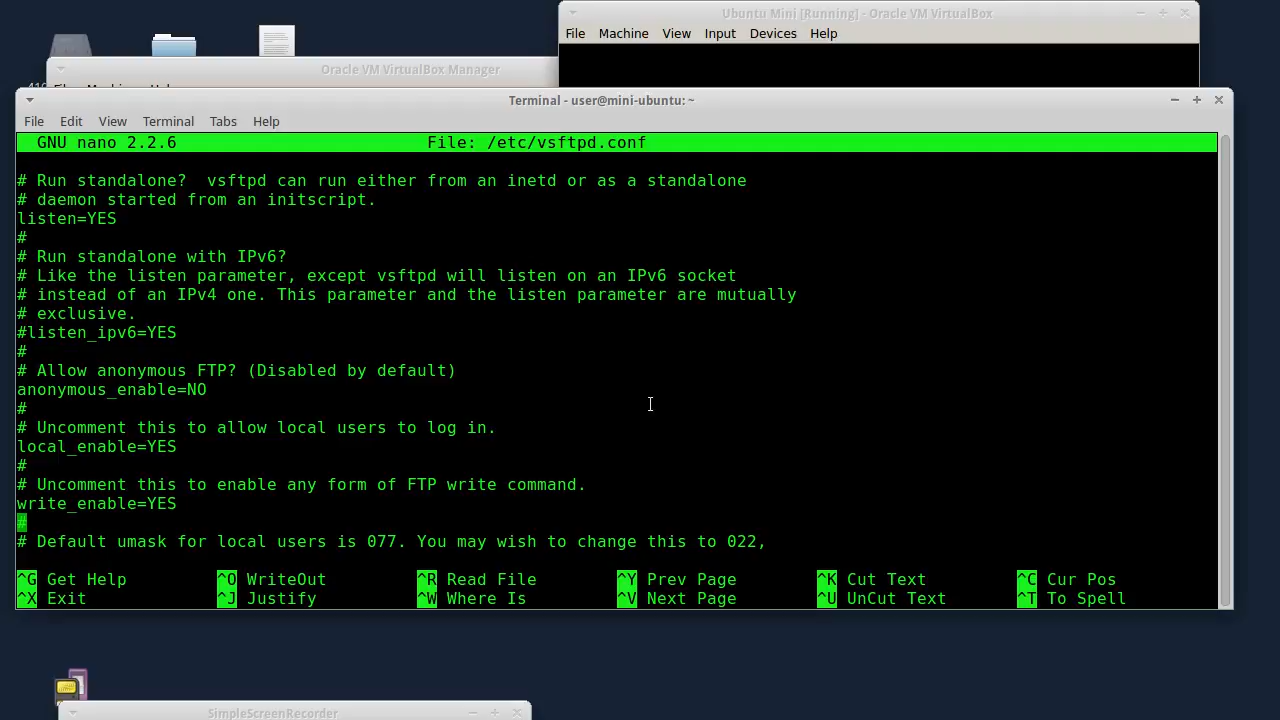 Ubuntu Mini [Running] - Oracle VM VirtualBox
File Machine View Input Devices Help
Oracle VM VirtualBox Manager
Terminal - user@mini-ubuntu: ~
File Edit View Terminal Tabs Help
GNU nano 2.2.6 File: /etc/vsftpd.conf
# Run standalone?  vsftpd can run either from an inetd or as a standalone
# daemon started from an initscript.
listen=YES
#
# Run standalone with IPv6?
# Like the listen parameter, except vsftpd will listen on an IPv6 socket
# instead of an IPv4 one. This parameter and the listen parameter are mutually
# exclusive.
#listen_ipv6=YES
#
# Allow anonymous FTP? (Disabled by default)
anonymous_enable=NO
#
# Uncomment this to allow local users to log in.
local_enable=YES
#
# Uncomment this to enable any form of FTP write command.
write_enable=YES
#
# Default umask for local users is 077. You may wish to change this to 022,
^G Get Help ^O WriteOut ^R Read File ^Y Prev Page ^K Cut Text ^C Cur Pos
^X Exit ^J Justify ^W Where Is ^V Next Page ^U UnCut Text ^T To Spell
SimpleScreenRecorder